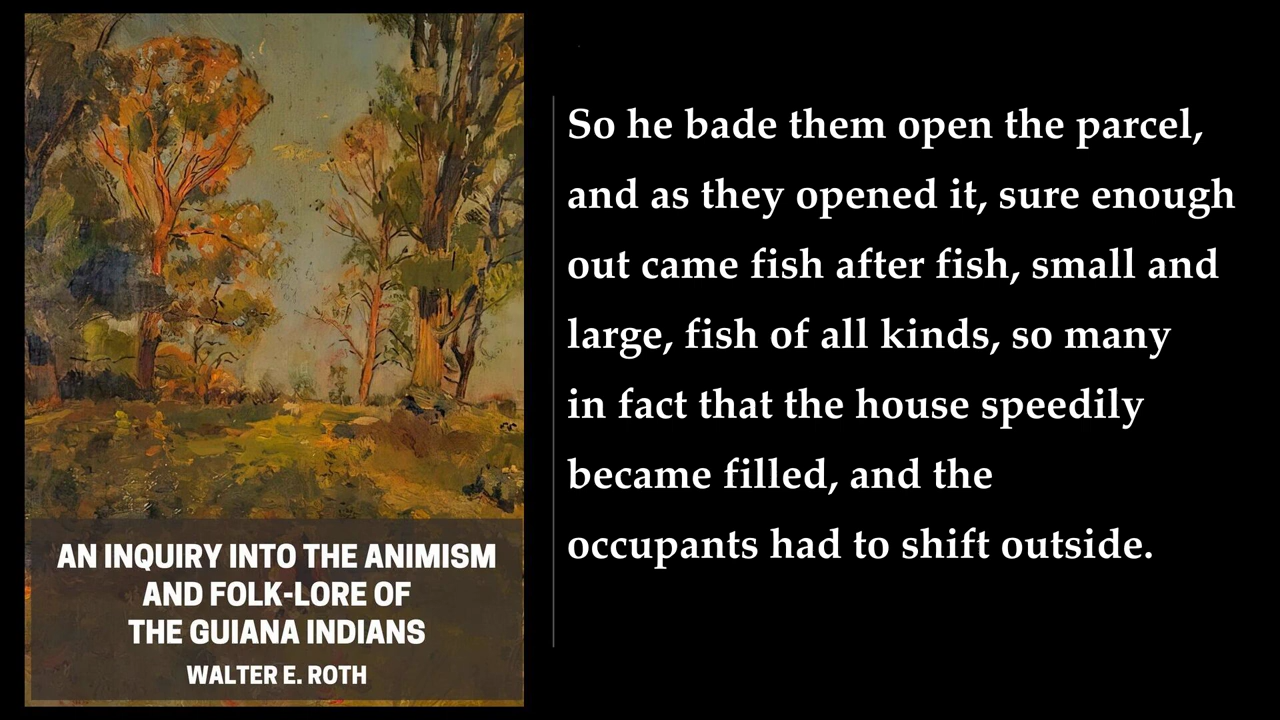 AN INQUIRY INTO THE ANIMISM
AND FOLK-LORE OF
THE GUIANA INDIANS
WALTER E. ROTH
So he bade them open the parcel,
and as they opened it, sure enough
out came fish after fish, small and
large, fish of all kinds, so many
in fact that the house speedily
became filled, and the
occupants had to shift outside.